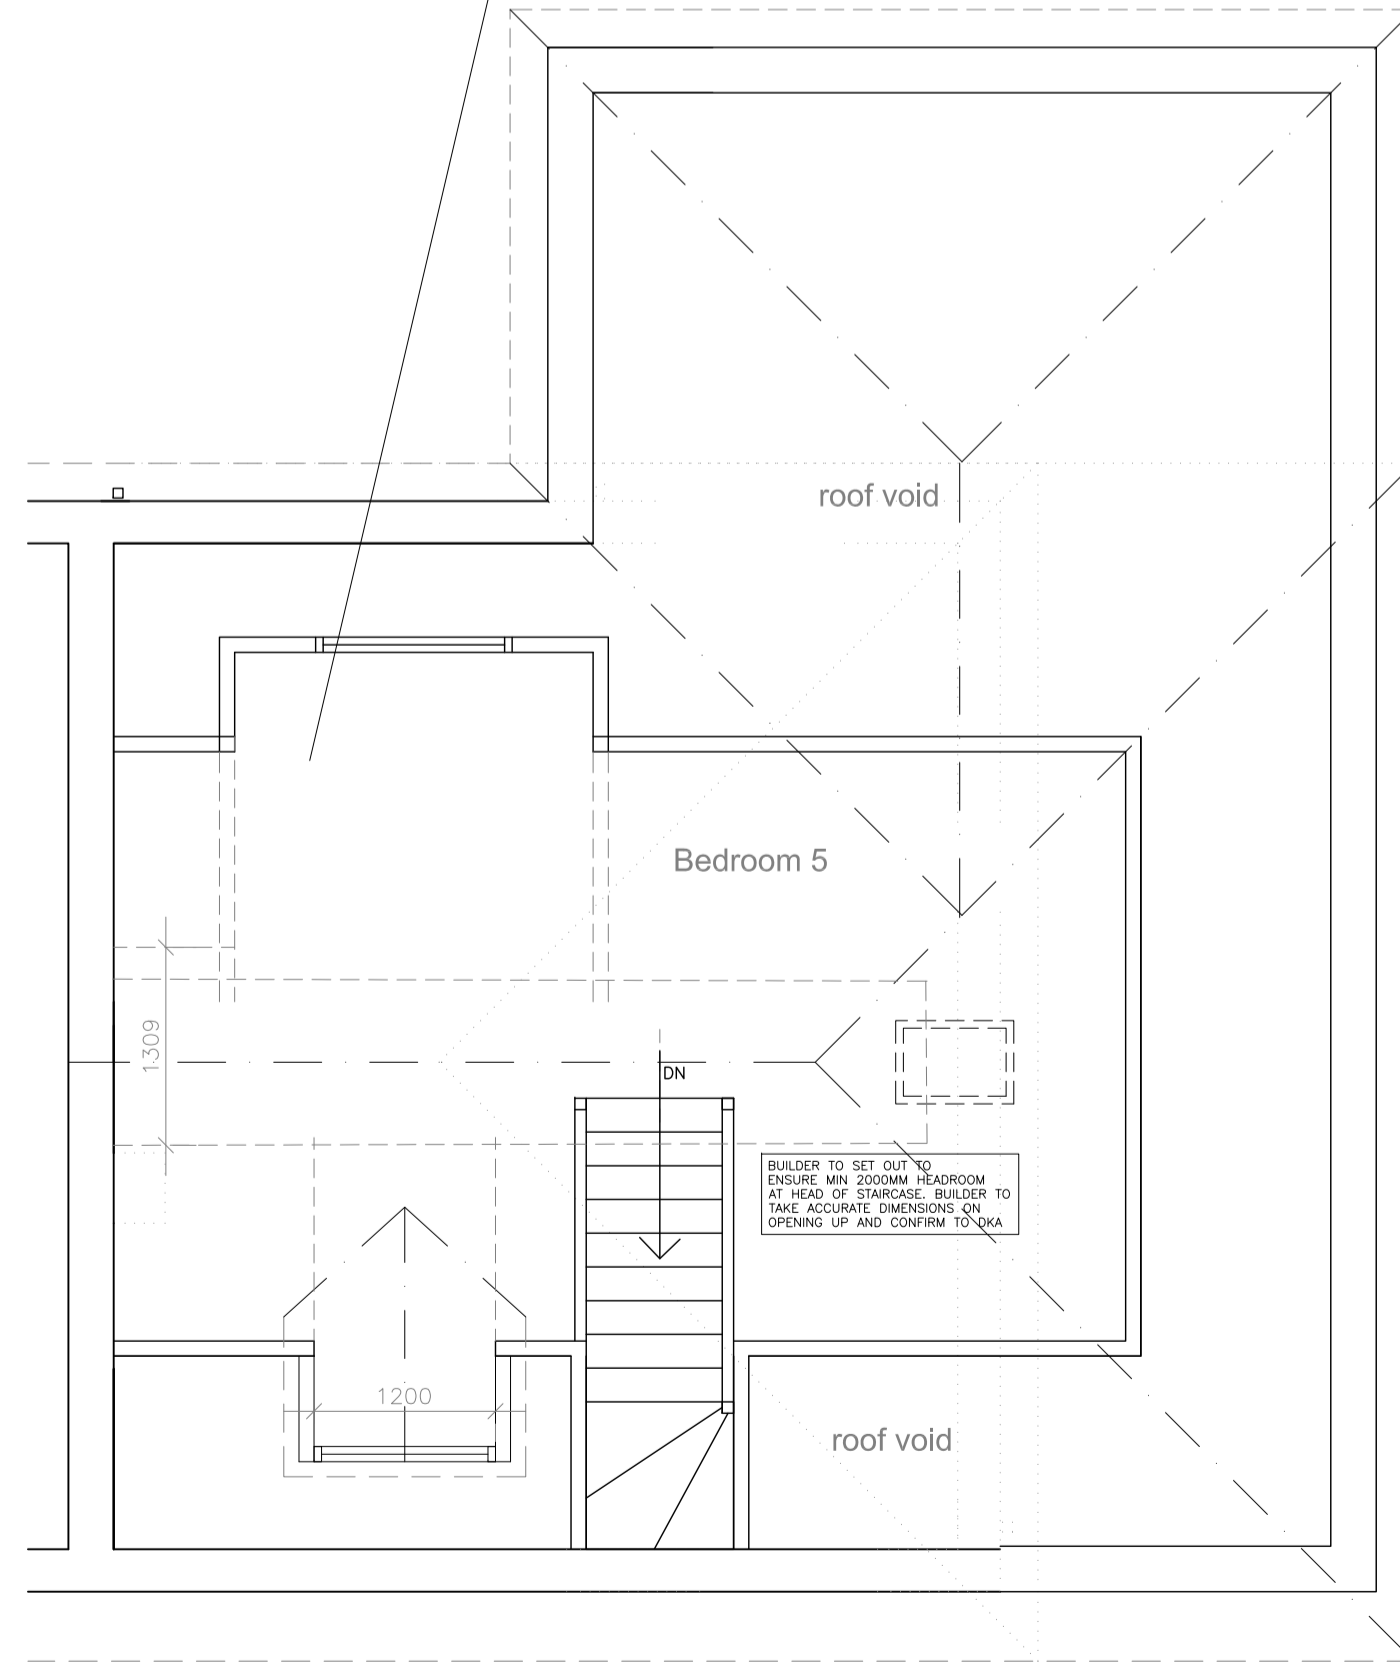 roof void
Bedroom 5
1309
DN
BUILDER TO SET OUT TO
ENSURE MIN 2000MM HEADROOM
AT HEAD OF STAIRCASE. BUILDER TO
TAKE ACCURATE DIMENSIONS ON
OPENING UP AND CONFIRM TO DKA
1200
roof void